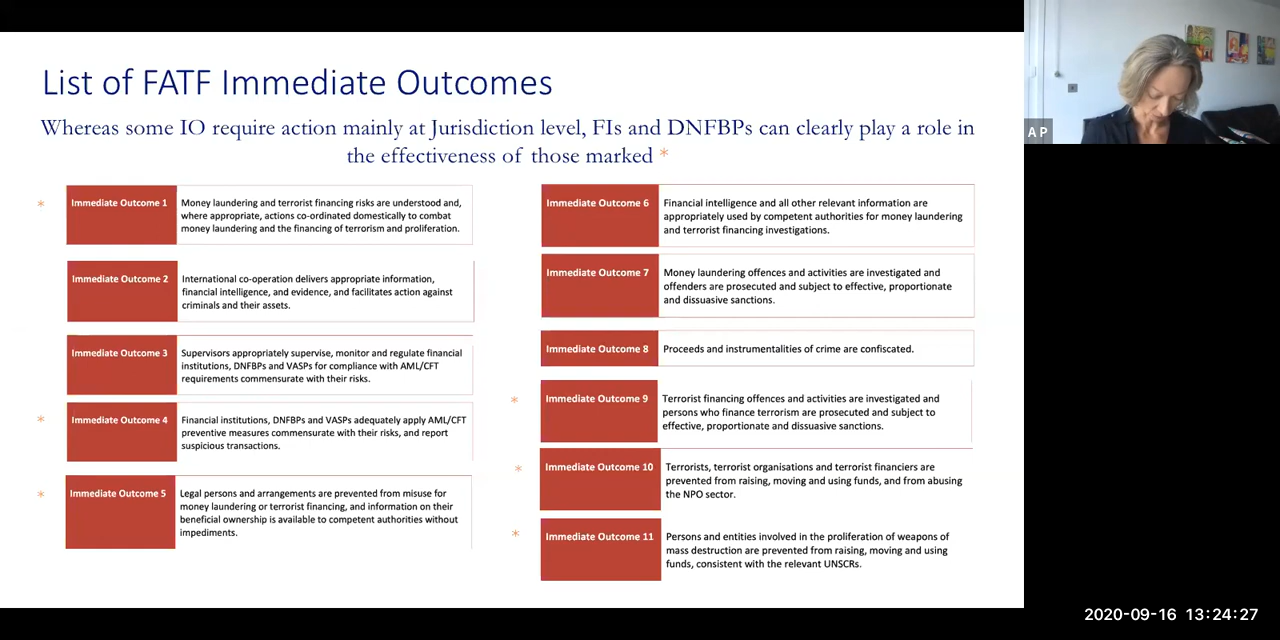 List of FATF Immediate Outcomes
Whereas some IO require action mainly at Jurisdiction level, FIs and DNFBPs can clearly play a role in
the effectiveness of those marked *
* Immediate Outcome 1
Money laundering and terrorist financing risks are understood and,
where appropriate, actions co-ordinated domestically to combat
money laundering and the financing of terrorism and proliferation.
Immediate Outcome 2
International co-operation delivers appropriate information,
financial intelligence, and evidence, and facilitates action against
criminals and their assets.
Immediate Outcome 3
Supervisors appropriately supervise, monitor and regulate financial
institutions, DNFBPs and VASPs for compliance with AML/CFT
requirements commensurate with their risks.
* Immediate Outcome 4
Financial institutions, DNFBPs and VASPs adequately apply AML/CFT
preventive measures commensurate with their risks, and report
suspicious transactions.
* Immediate Outcome 5
Legal persons and arrangements are prevented from misuse for
money laundering or terrorist financing, and information on their
beneficial ownership is available to competent authorities without
impediments.
Immediate Outcome 6
Financial intelligence and all other relevant information are
appropriately used by competent authorities for money laundering
and terrorist financing investigations.
Immediate Outcome 7
Money laundering offences and activities are investigated and
offenders are prosecuted and subject to effective, proportionate
and dissuasive sanctions.
Immediate Outcome 8
Proceeds and instrumentalities of crime are confiscated.
* Immediate Outcome 9
Terrorist financing offences and activities are investigated and
persons who finance terrorism are prosecuted and subject to
effective, proportionate and dissuasive sanctions.
* Immediate Outcome 10
Terrorists, terrorist organisations and terrorist financiers are
prevented from raising, moving and using funds, and from abusing
the NPO sector.
* Immediate Outcome 11
Persons and entities involved in the proliferation of weapons of
mass destruction are prevented from raising, moving and using
funds, consistent with the relevant UNSCRs.
A P
2020-09-16 13:24:27